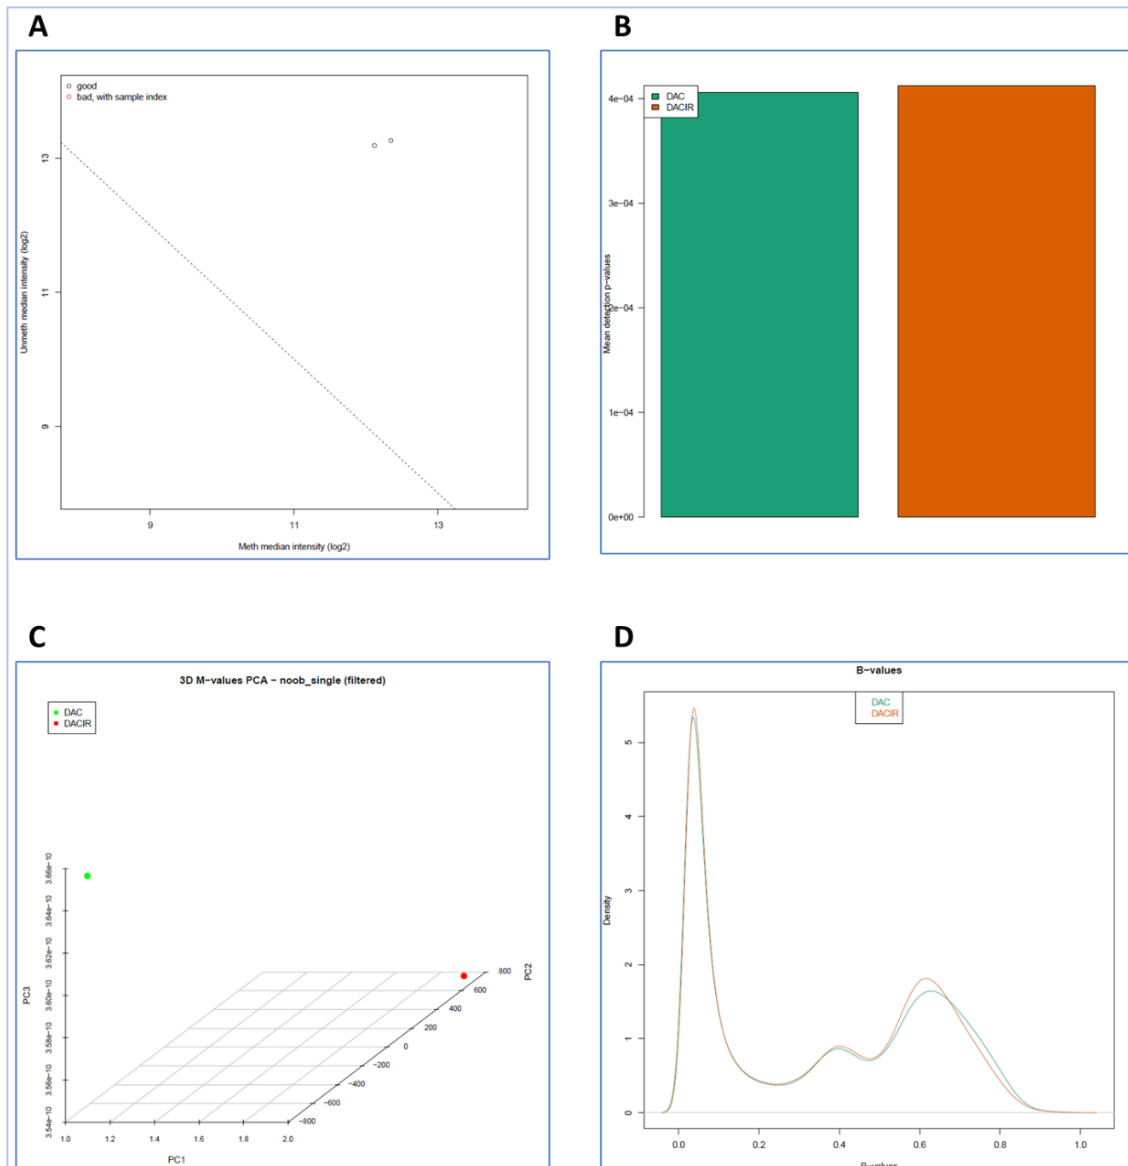 A
good
bad, with sample index
13
11
9
Unmeth median intensity (log2)
9
11
13
Meth median intensity (log2)
B
DAC
DACIR
4e−04
3e−04
2e−04
1e−04
0e+00
Mean detection p−values
C
3D M−values PCA − noob_single (filtered)
DAC
DACIR
3.66e−10
3.64e−10
3.62e−10
3.60e−10
3.58e−10
3.56e−10
3.54e−10
PC3
800
600
400
200
0
−200
−400
−600
−800
PC2
1.0
1.2
1.4
1.6
1.8
2.0
PC1
D
B−values
DAC
DACIR
5
4
3
2
1
0
Density
0.0
0.2
0.4
0.6
0.8
1.0